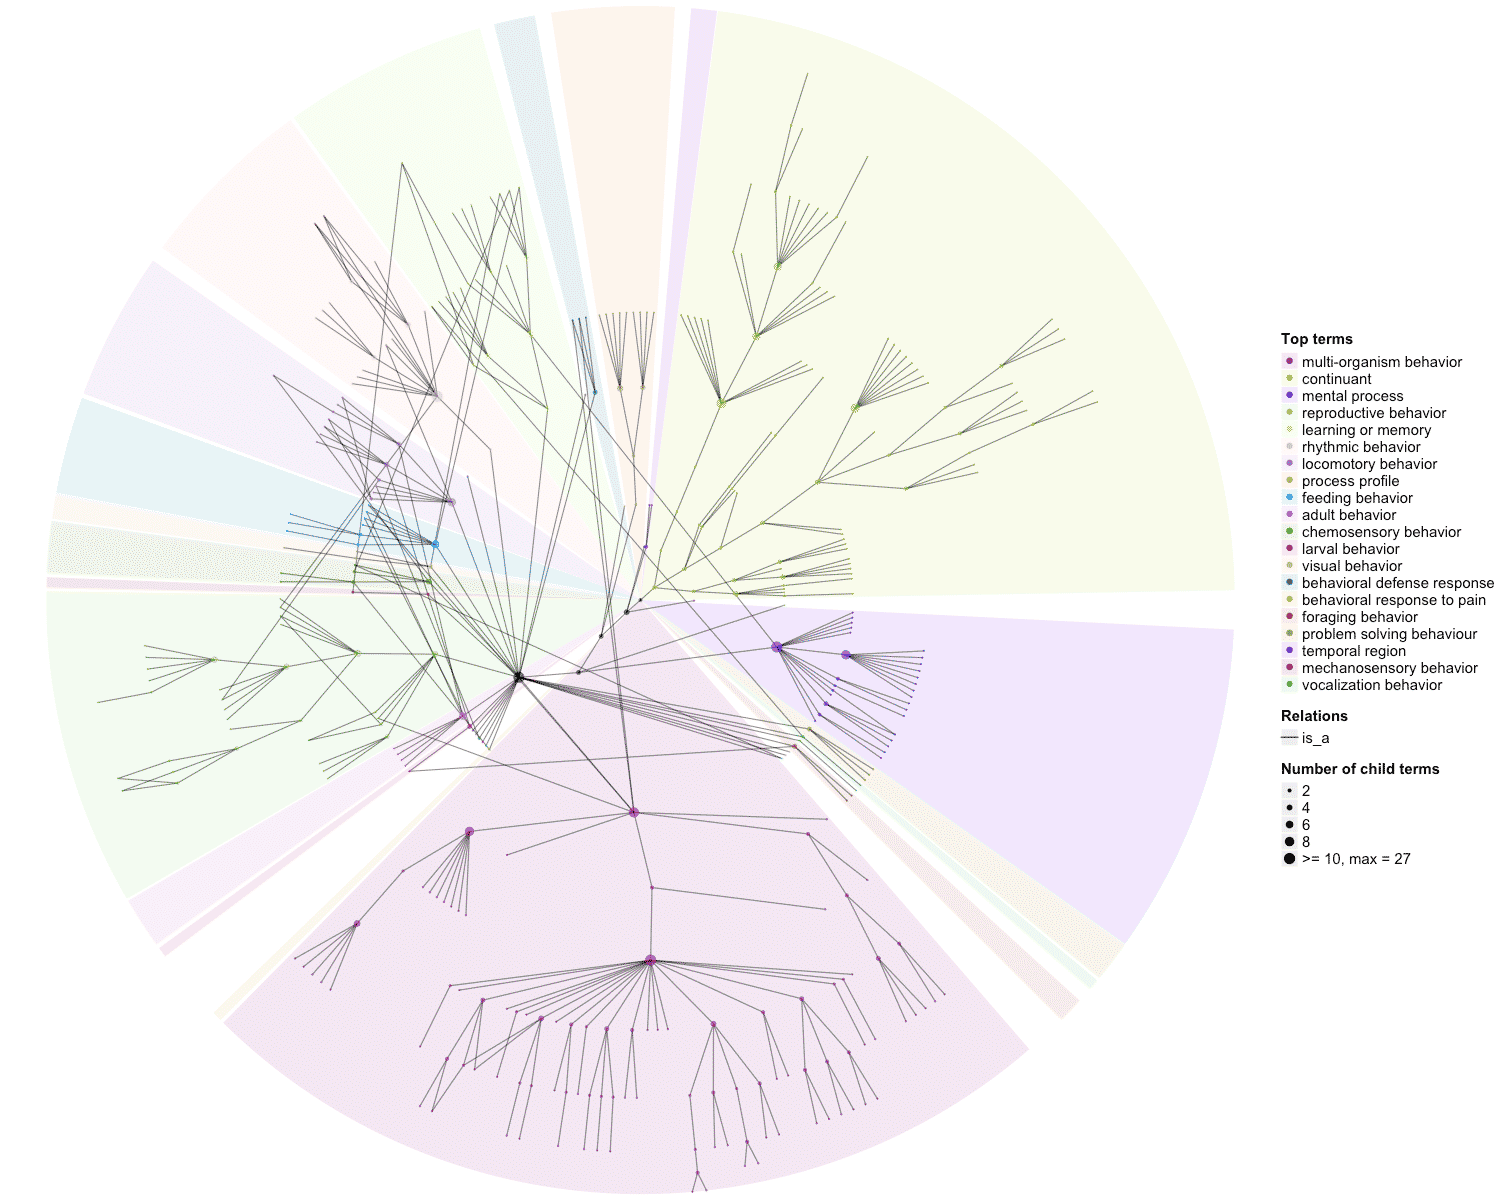 Top terms
multi-organism behavior
continuant
mental process
reproductive behavior
learning or memory
rhythmic behavior
locomotory behavior
process profile
feeding behavior
adult behavior
chemosensory behavior
larval behavior
visual behavior
behavioral defense response
behavioral response to pain
foraging behavior
problem solving behaviour
temporal region
mechanosensory behavior
vocalization behavior
Relations
is_a
Number of child terms
2
4
6
8
>= 10, max = 27